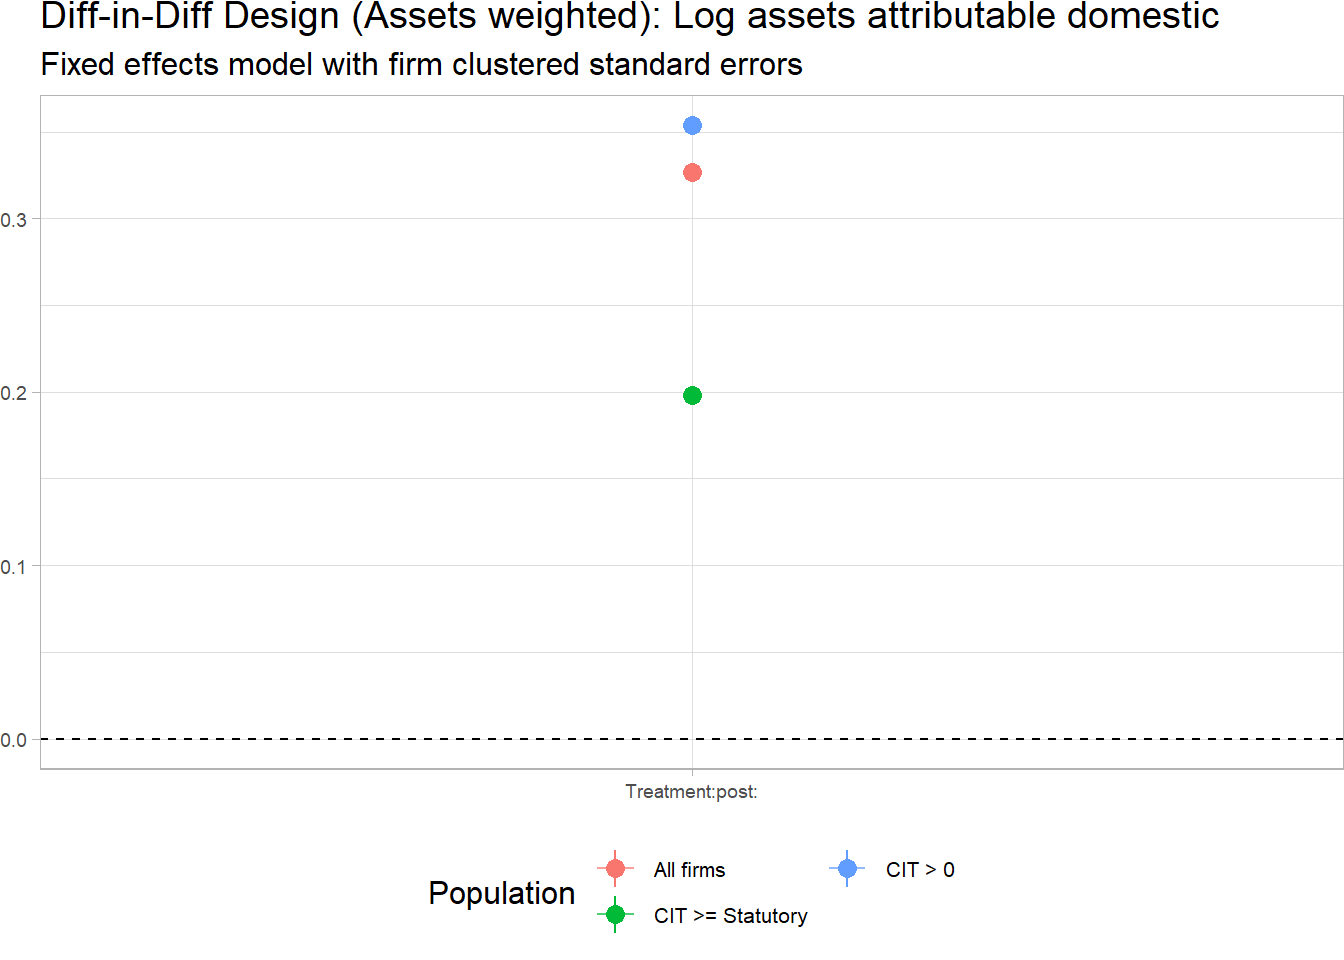 Diff-in-Diff Design (Assets weighted): Log assets attributable domestic
Fixed effects model with firm clustered standard errors
0.3
0.2
0.1
0.0
Treatment:post:
Population
All firms
CIT > 0
CIT >= Statutory